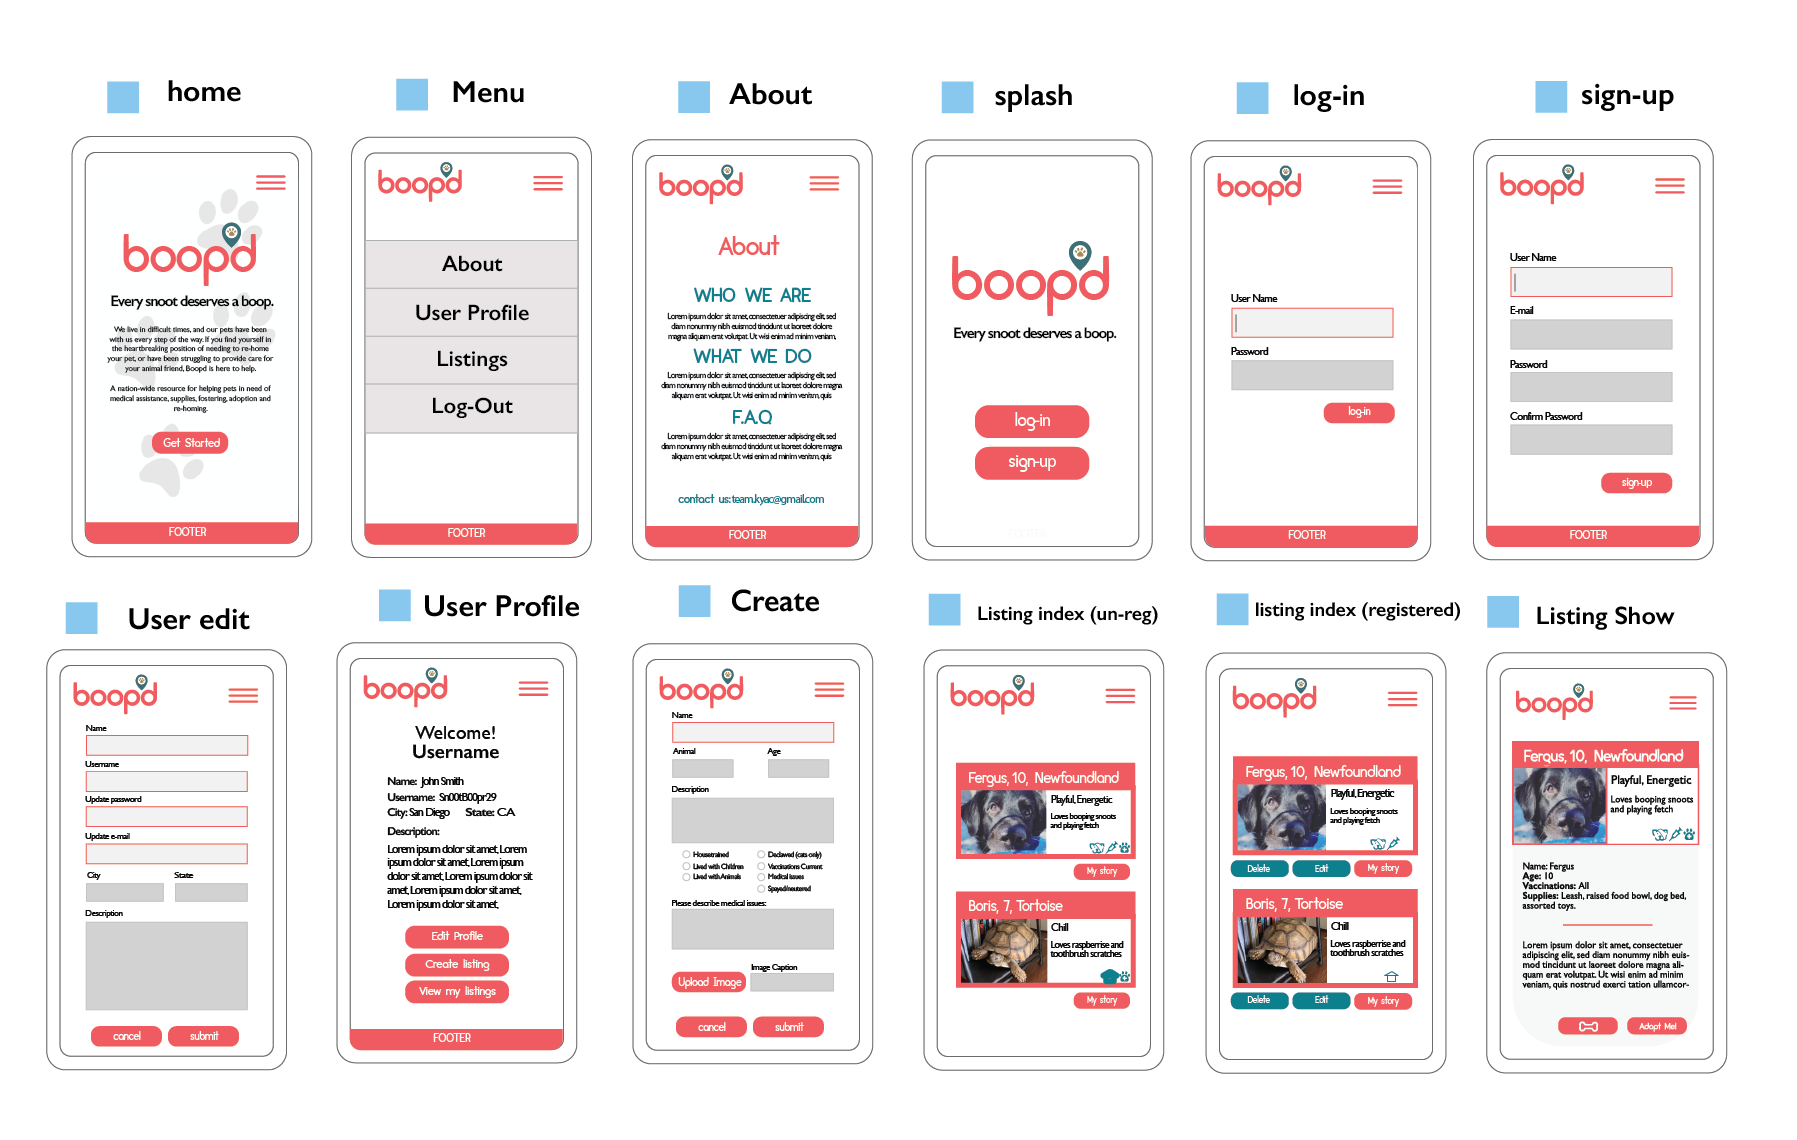 home
Menu
About
splash
log-in
sign-up
boopd
Every snoot deserves a boop.
We live in difficult times, and our pets have been
with us every step of the way. If you find yourself in
the heartbreaking position of needing to re-home
your pet, or have been struggling to provide care for
your animal friend, Boopd is here to help.
A nation-wide resource for helping pets in need of
medical assistance, supplies, fostering, adoption and
re-homing.
Get Started
FOOTER
boopd
About
User Profile
Listings
Log-Out
FOOTER
boopd
About
WHO WE ARE
Lorem ipsum dolor sit amet, consectetuer adipiscing elit, sed
diam nonummy nibh euismod tincidunt ut laoreet dolore
magna aliquam erat volutpat. Ut wisi enim ad minim veniam,
WHAT WE DO
Lorem ipsum dolor sit amet, consectetuer adipiscing elit, sed
diam nonummy nibh euismod tincidunt ut laoreet dolore magna
aliquam erat volutpat. Ut wisi enim ad minim veniam, quis
F.A.Q
Lorem ipsum dolor sit amet, consectetuer adipiscing elit, sed
diam nonummy nibh euismod tincidunt ut laoreet dolore magna
aliquam erat volutpat. Ut wisi enim ad minim veniam, quis
contact us: team.kyac@gmail.com
FOOTER
boopd
Every snoot deserves a boop.
log-in
sign-up
boopd
User Name
Password
log-in
FOOTER
boopd
User Name
E-mail
Password
Confirm Password
sign-up
FOOTER
User edit
User Profile
Create
Listing index (un-reg)
listing index (registered)
Listing Show
boopd
Name
Username
Update password
Update e-mail
City State
Description
cancel submit
boopd
Welcome!
Username
Name: John Smith
Username: Sn00tB00pr29
City: San Diego State: CA
Description:
Lorem ipsum dolor sit amet, Lorem
ipsum dolor sit amet, Lorem ipsum
dolor sit amet, Lorem ipsum dolor sit
amet, Lorem ipsum dolor sit amet,
Lorem ipsum dolor sit amet,
Edit Profile
Create listing
View my listings
FOOTER
boopd
Name
Animal Age
Description
Housetrained Declawed (cats only)
Lived with Children Vaccinations Current
Lived with Animals Medical issues
Spayed/neutered
Please describe medical issues:
Image Caption
Upload Image
cancel submit
boopd
Fergus, 10, Newfoundland
Playful, Energetic
Loves booping snoots
and playing fetch
My story
Boris, 7, Tortoise
Chill
Loves raspberrise and
toothbrush scratches
My story
boopd
Fergus, 10, Newfoundland
Playful, Energetic
Loves booping snoots
and playing fetch
Delete Edit My story
Boris, 7, Tortoise
Chill
Loves raspberrise and
toothbrush scratches
Delete Edit My story
boopd
Fergus, 10, Newfoundland
Playful, Energetic
Loves booping snoots
and playing fetch
Name: Fergus
Age: 10
Vaccinations: All
Supplies: Leash, raised food bowl, dog bed,
assorted toys.
Lorem ipsum dolor sit amet, consectetuer
adipiscing elit, sed diam nonummy nibh euis-
mod tincidunt ut laoreet dolore magna ali-
quam erat volutpat. Ut wisi enim ad minim
veniam, quis nostrud exerci tation ullamcor-
Adopt Me!